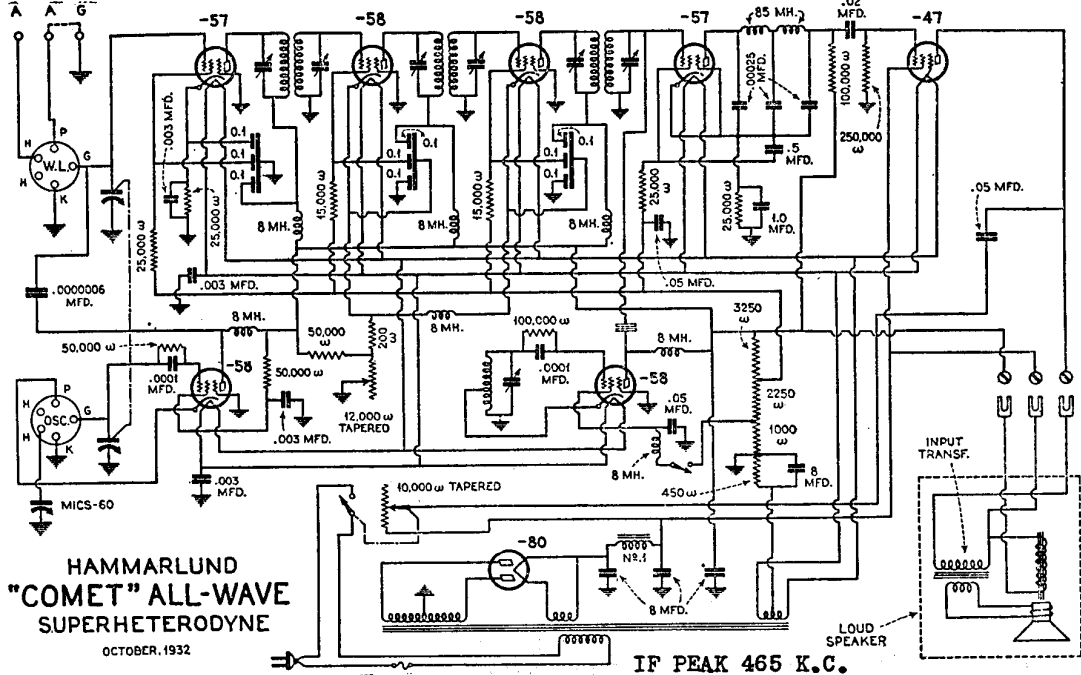 A A G
-57
-58
-58
-57
.85 MH.
.02 MFD.
-47
.003 MFD.
0.1
0.1
0.1
0.1
0.1
0.1
0.1
0.1
0.1
.00025 MFD.
100,000 ω
250,000 ω
.5 MFD.
P
H
W.L.
G
H
K
25,000 ω
25,000 ω
8 MH.
15,000 ω
8 MH.
15,000 ω
8 MH.
25,000 ω
25,000 ω
1.0 MFD.
.05 MFD.
.003 MFD.
.05 MFD.
.0000006 MFD.
50,000 ω
8 MH.
50,000 ω
200 ω
8 MH.
100,000 ω
8 MH.
3250 ω
.0001 MFD.
-58
50,000 ω
.0001 MFD.
-58
2250 ω
P
H
OSC.
G
H
K
.003 MFD.
12,000 ω TAPERED
.05 MFD.
1000 ω
8 MH.
450 ω
8 MFD.
INPUT TRANSF.
.003 MFD.
MICS-60
10,000 ω TAPERED
-80
Nº.1
8 MFD.
HAMMARLUND
"COMET" ALL-WAVE
SUPERHETERODYNE
OCTOBER, 1932
LOUD SPEAKER
IF PEAK 465 K.C.